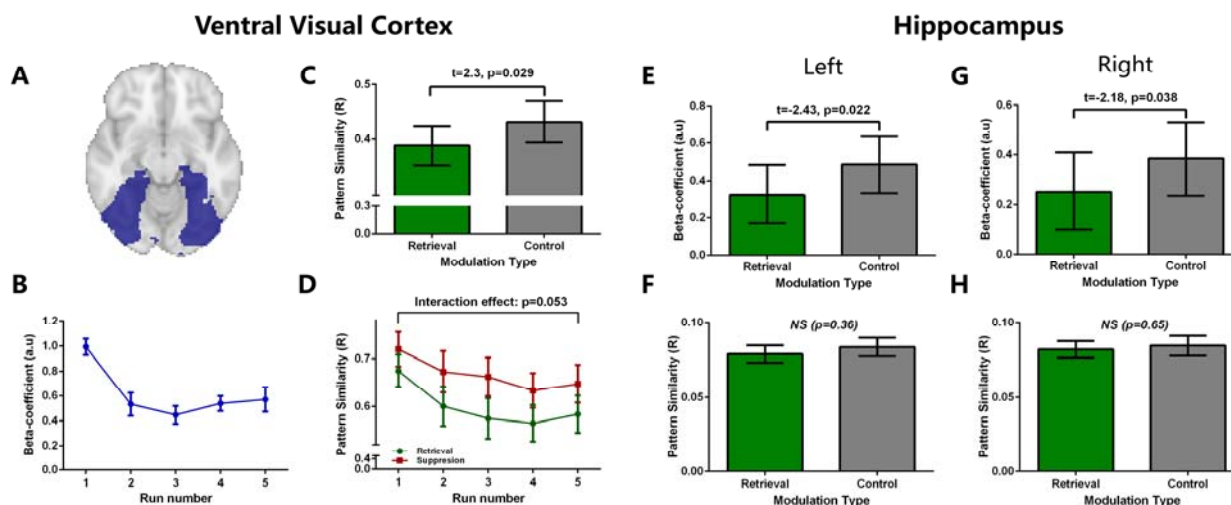 Ventral Visual Cortex
Hippocampus
A
B
Beta-coefficient (a.u)
1.2
1.0
0.8
0.6
0.4
0.2
0.0
1 2 3 4 5
Run number
C
t=2.3, p=0.029
Pattern Similarity (R)
0.5
0.4
0.3
0.0
Retrieval Control
Modulation Type
D
Interaction effect: p=0.053
Pattern Similarity (R)
0.7
0.6
0.4
0.0
Retrieval
Suppresion
1 2 3 4 5
Run number
Left
E
t=-2.43, p=0.022
Beta-coefficient (a.u)
0.8
0.6
0.4
0.2
0.0
Retrieval Control
Modulation Type
F
NS (p=0.36)
Pattern Similarity (R)
0.10
0.05
0.00
Retrieval Control
Modulation Type
Right
G
t=-2.18, p=0.038
Beta-coefficient (a.u)
0.6
0.4
0.2
0.0
Retrieval Control
Modulation Type
H
NS (p=0.65)
Pattern Similarity (R)
0.10
0.05
0.00
Retrieval Control
Modulation Type